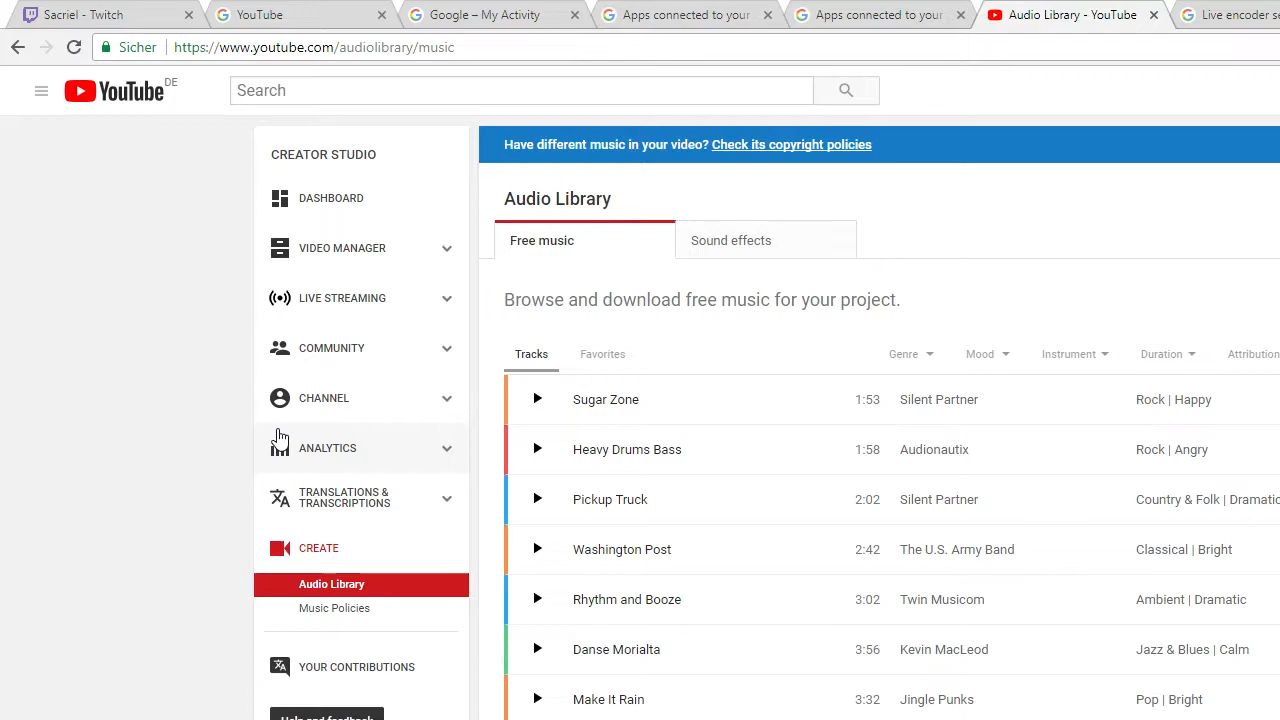 Sacriel - Twitch
YouTube
Google – My Activity
Apps connected to your
Apps connected to your
Audio Library - YouTube
Live encoder s
Sicher
https://www.youtube.com/audiolibrary/music
YouTube DE
Search
CREATOR STUDIO
DASHBOARD
VIDEO MANAGER
LIVE STREAMING
COMMUNITY
CHANNEL
ANALYTICS
TRANSLATIONS &
TRANSCRIPTIONS
CREATE
Audio Library
Music Policies
YOUR CONTRIBUTIONS
Help and feedback
Have different music in your video? Check its copyright policies
Audio Library
Free music
Sound effects
Browse and download free music for your project.
Tracks Favorites Genre Mood Instrument Duration Attribution
Sugar Zone 1:53 Silent Partner Rock | Happy
Heavy Drums Bass 1:58 Audionautix Rock | Angry
Pickup Truck 2:02 Silent Partner Country & Folk | Dramatic
Washington Post 2:42 The U.S. Army Band Classical | Bright
Rhythm and Booze 3:02 Twin Musicom Ambient | Dramatic
Danse Morialta 3:56 Kevin MacLeod Jazz & Blues | Calm
Make It Rain 3:32 Jingle Punks Pop | Bright